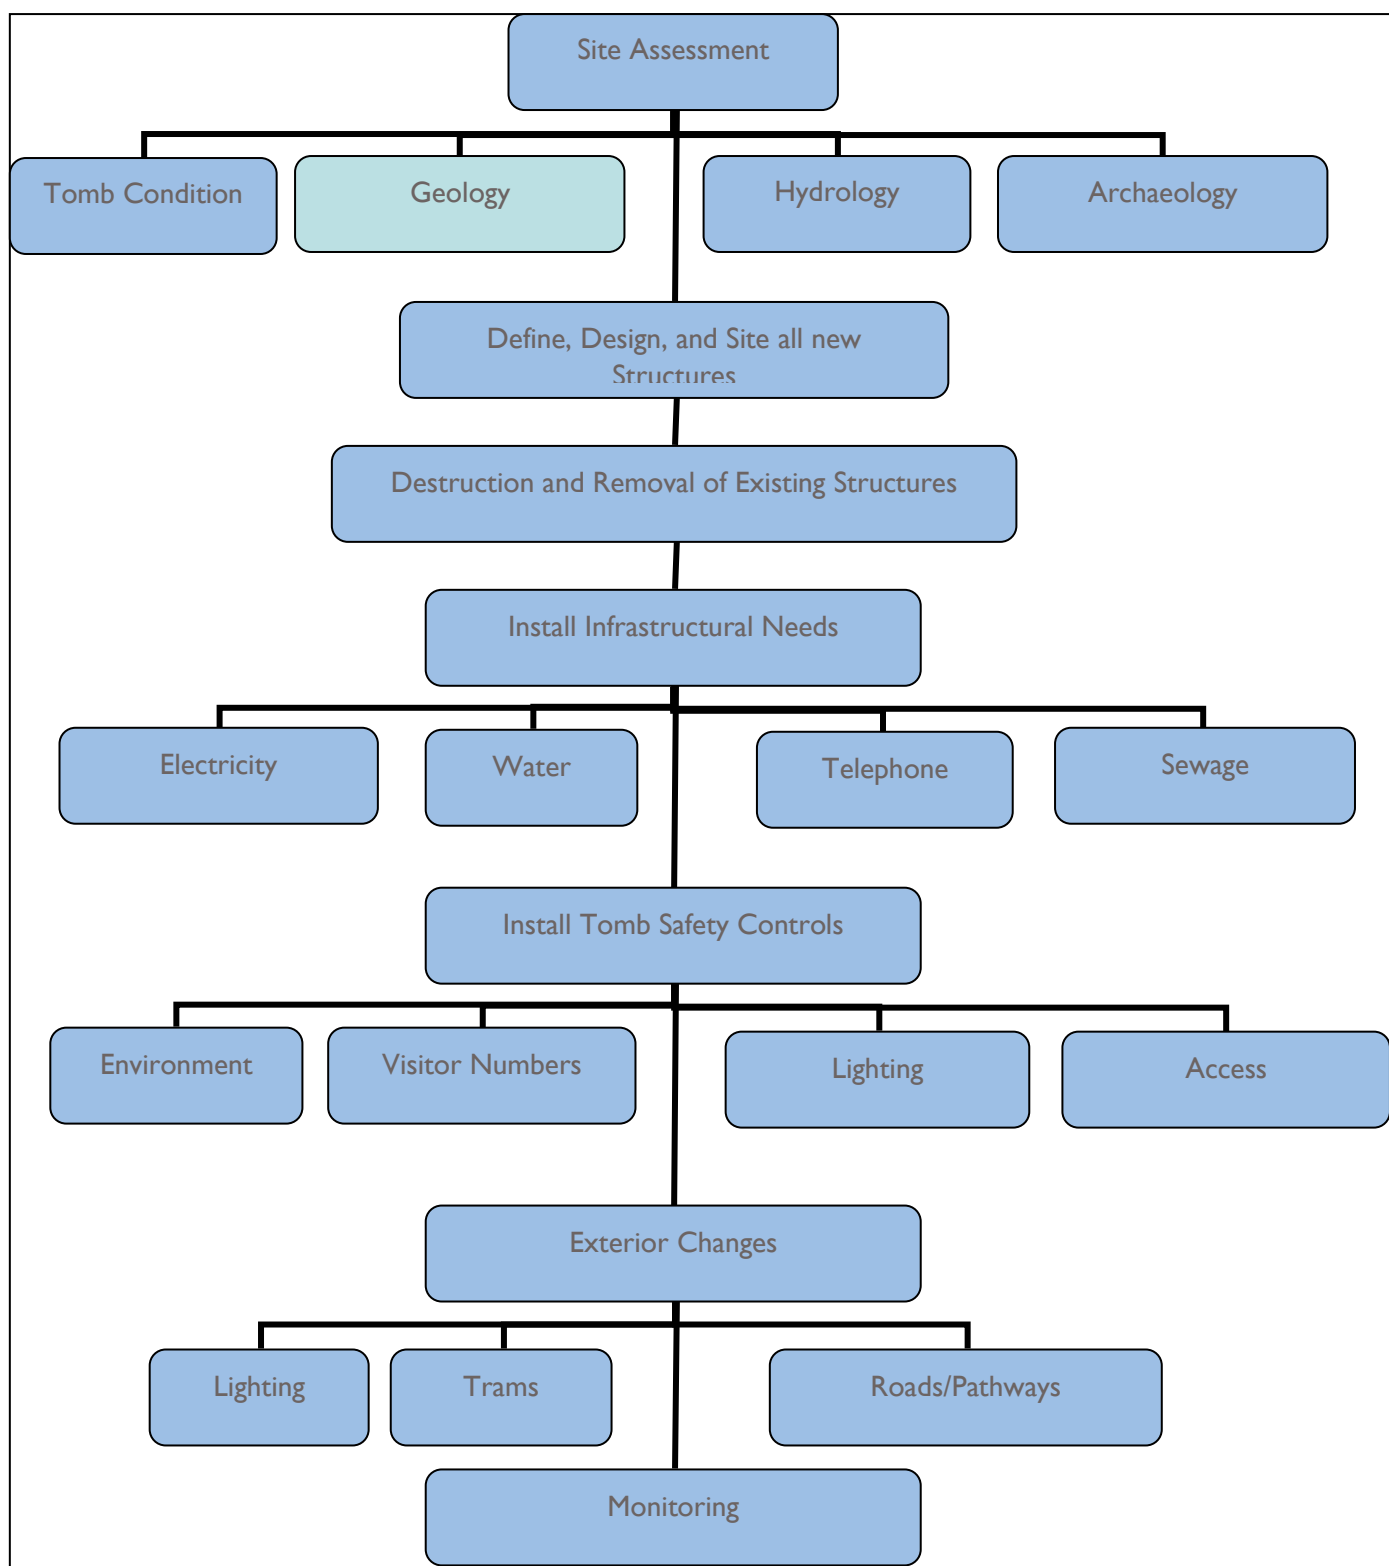 Site Assessment
Tomb Condition
Geology
Hydrology
Archaeology
Define, Design, and Site all new
Structures
Destruction and Removal of Existing Structures
Install Infrastructural Needs
Electricity
Water
Telephone
Sewage
Install Tomb Safety Controls
Environment
Visitor Numbers
Lighting
Access
Exterior Changes
Lighting
Trams
Roads/Pathways
Monitoring